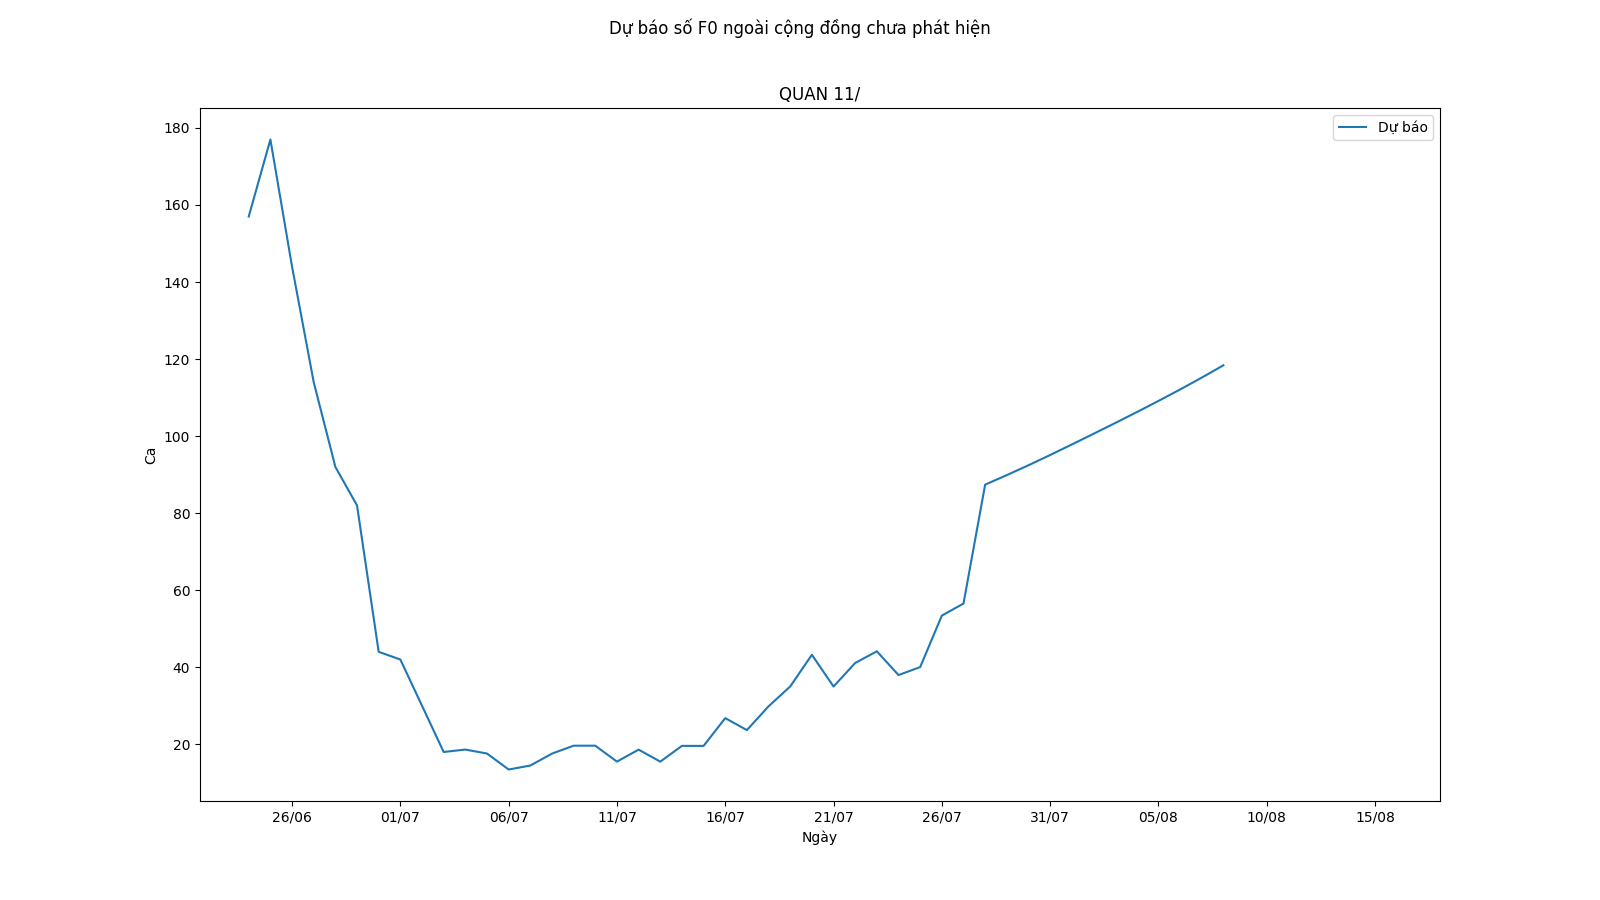 Dự báo số F0 ngoài cộng đồng chưa phát hiện
QUAN 11/
Dự báo
180
160
140
120
100
80
60
40
20
Ca
26/06 01/07 06/07 11/07 16/07 21/07 26/07 31/07 05/08 10/08 15/08
Ngày